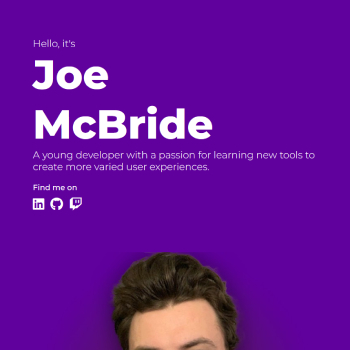 Hello, it's
Joe
McBride
A young developer with a passion for learning new tools to
create more varied user experiences.
Find me on